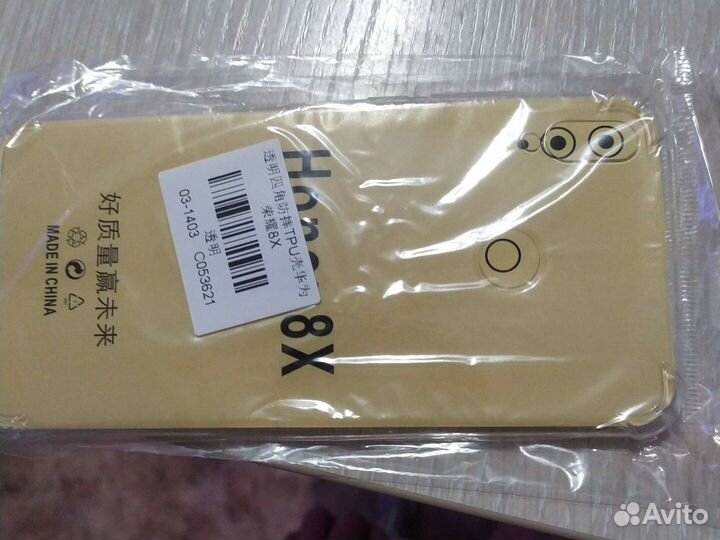 Hono 8X
透明四角防摔TPU壳华为
荣耀8X
透明
03-1403 C053621
好质量赢未来
MADE IN CHINA
Avito